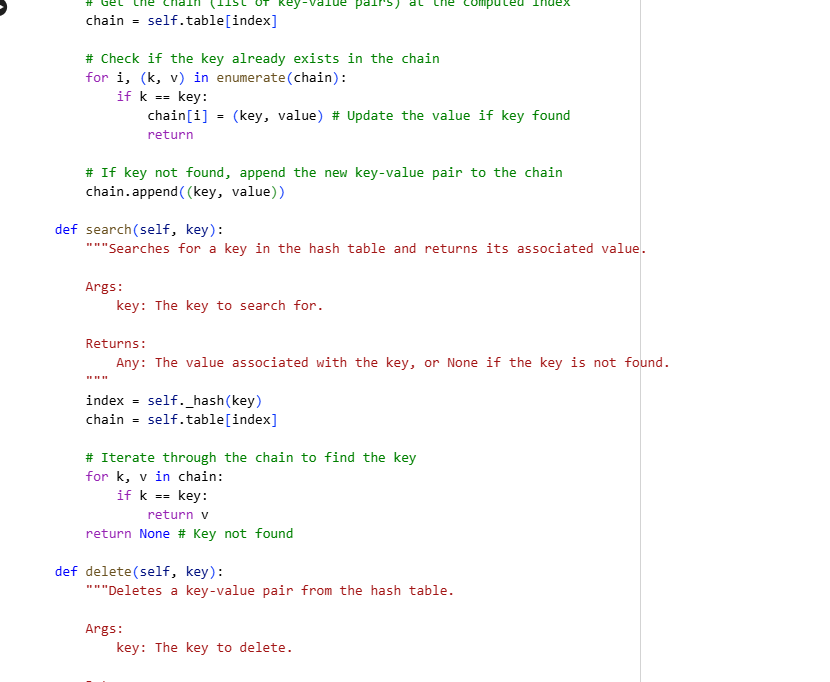 # Get the chain (list of key-value pairs) at the computed index
chain = self.table[index]
# Check if the key already exists in the chain
for i, (k, v) in enumerate(chain):
if k == key:
chain[i] = (key, value) # Update the value if key found
return
# If key not found, append the new key-value pair to the chain
chain.append((key, value))
def search(self, key):
"""Searches for a key in the hash table and returns its associated value.
Args:
key: The key to search for.
Returns:
Any: The value associated with the key, or None if the key is not found.
"""
index = self._hash(key)
chain = self.table[index]
# Iterate through the chain to find the key
for k, v in chain:
if k == key:
return v
return None # Key not found
def delete(self, key):
"""Deletes a key-value pair from the hash table.
Args:
key: The key to delete.